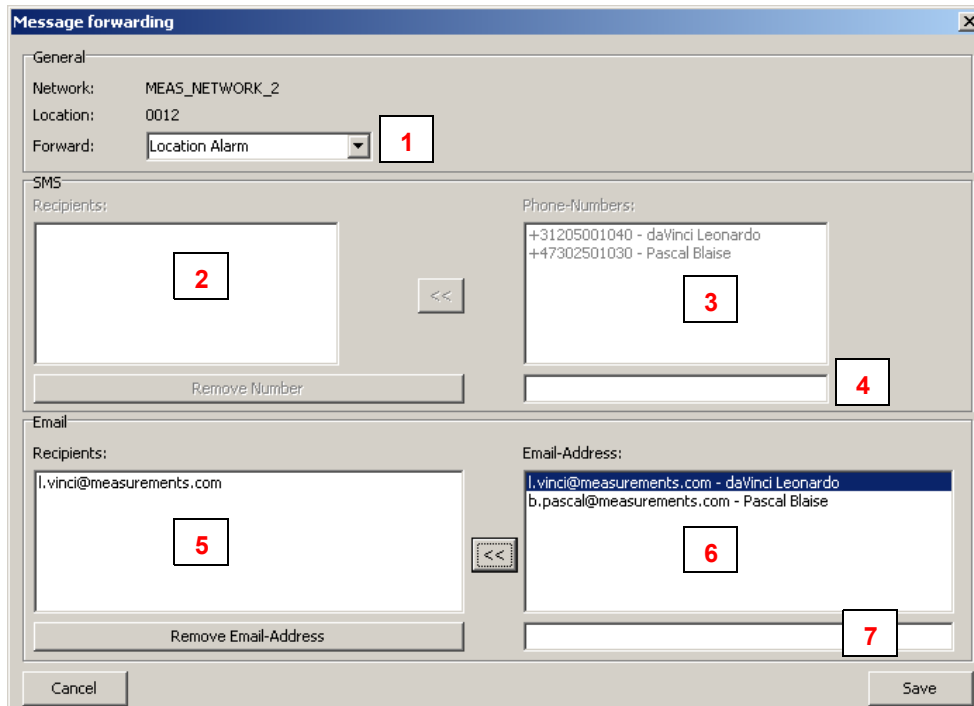 Message forwarding
General
Network: MEAS_NETWORK_2
Location: 0012
Forward: Location Alarm
1
SMS
Recipients: Phone-Numbers:
+31205001040 - daVinci Leonardo
+47302501030 - Pascal Blaise
2
<<
3
Remove Number
4
Email
Recipients: Email-Address:
l.vinci@measurements.com l.vinci@measurements.com - daVinci Leonardo
b.pascal@measurements.com - Pascal Blaise
5
<<
6
Remove Email-Address
7
Cancel Save